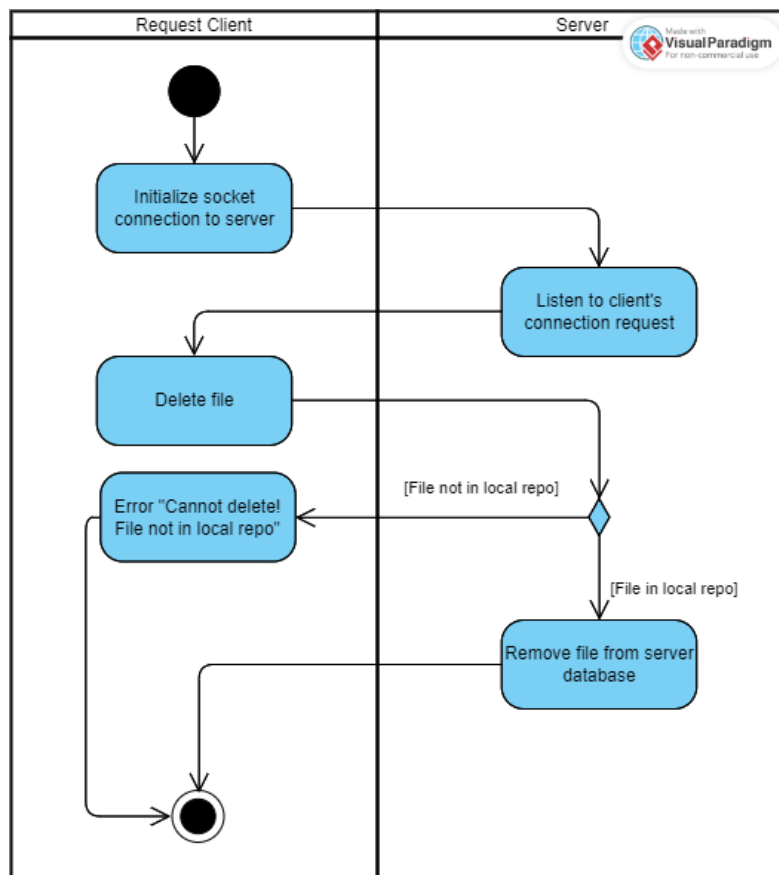 Request Client
Server
Made with
Visual Paradigm
For non-commercial use
Initialize socket
connection to server
Listen to client's
connection request
Delete file
[File not in local repo]
Error "Cannot delete!
File not in local repo"
[File in local repo]
Remove file from server
database